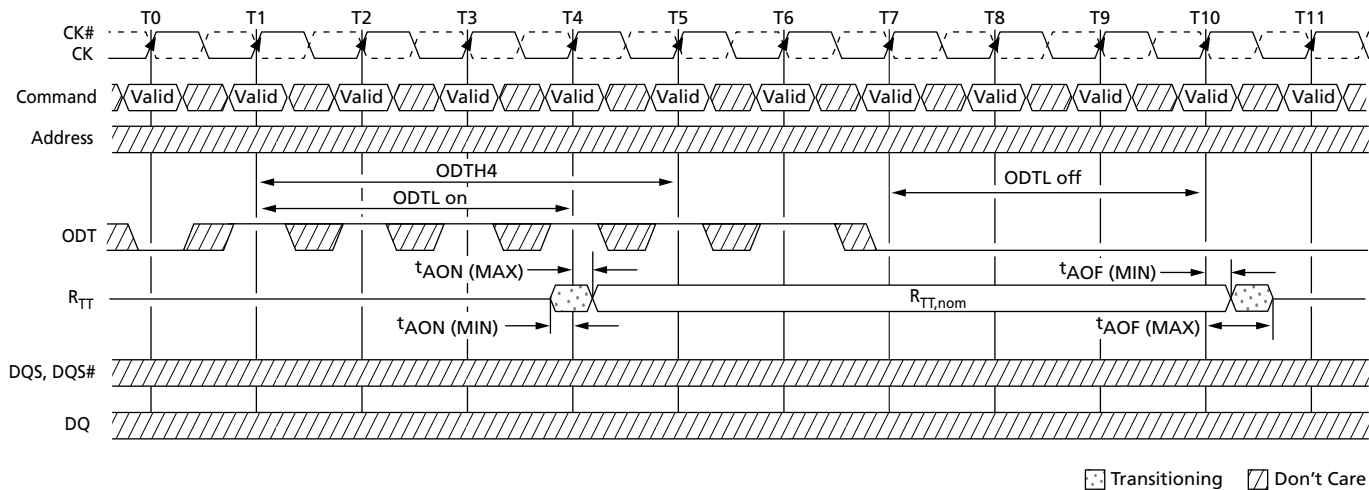 T0 T1 T2 T3 T4 T5 T6 T7 T8 T9 T10 T11
CK#
CK
Command Valid Valid Valid Valid Valid Valid Valid Valid Valid Valid Valid Valid
Address
ODTH4
ODTL off
ODTL on
ODT
tAON (MAX) tAOF (MIN)
RTT RTT,nom
tAON (MIN) tAOF (MAX)
DQS, DQS#
DQ
Transitioning Don't Care